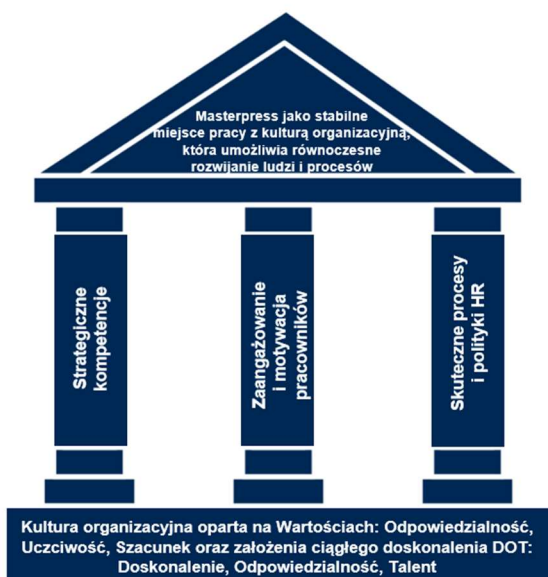 Masterpress jako stabilne
miejsce pracy z kulturą organizacyjną,
która umożliwia równoczesne
rozwijanie ludzi i procesów
Strategiczne
kompetencje
Zaangażowanie
i motywacja
pracowników
Skuteczne procesy
i polityki HR
Kultura organizacyjna oparta na Wartościach: Odpowiedzialność,
Uczciwość, Szacunek oraz założenia ciągłego doskonalenia DOT:
Doskonalenie, Odpowiedzialność, Talent